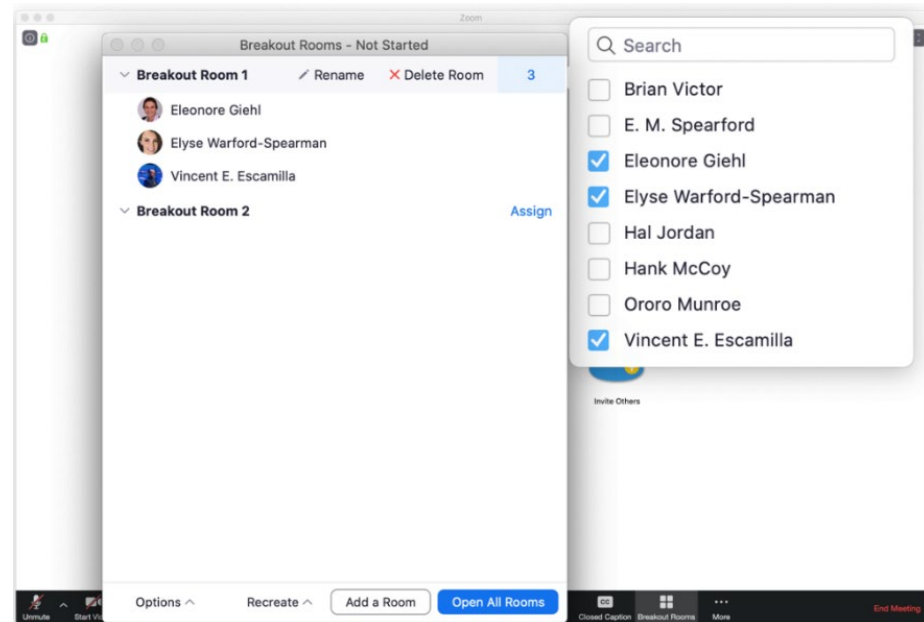 Zoom
Breakout Rooms - Not Started
Breakout Room 1 Rename Delete Room 3
Eleonore Giehl
Elyse Warford-Spearman
Vincent E. Escamilla
Breakout Room 2 Assign
Search
Brian Victor
E. M. Spearford
Eleonore Giehl
Elyse Warford-Spearman
Hal Jordan
Hank McCoy
Ororo Munroe
Vincent E. Escamilla
Invite Others
Options Recreate Add a Room Open All Rooms
Unmute Start Vi CC Closed Caption Breakout Rooms More End Meeting